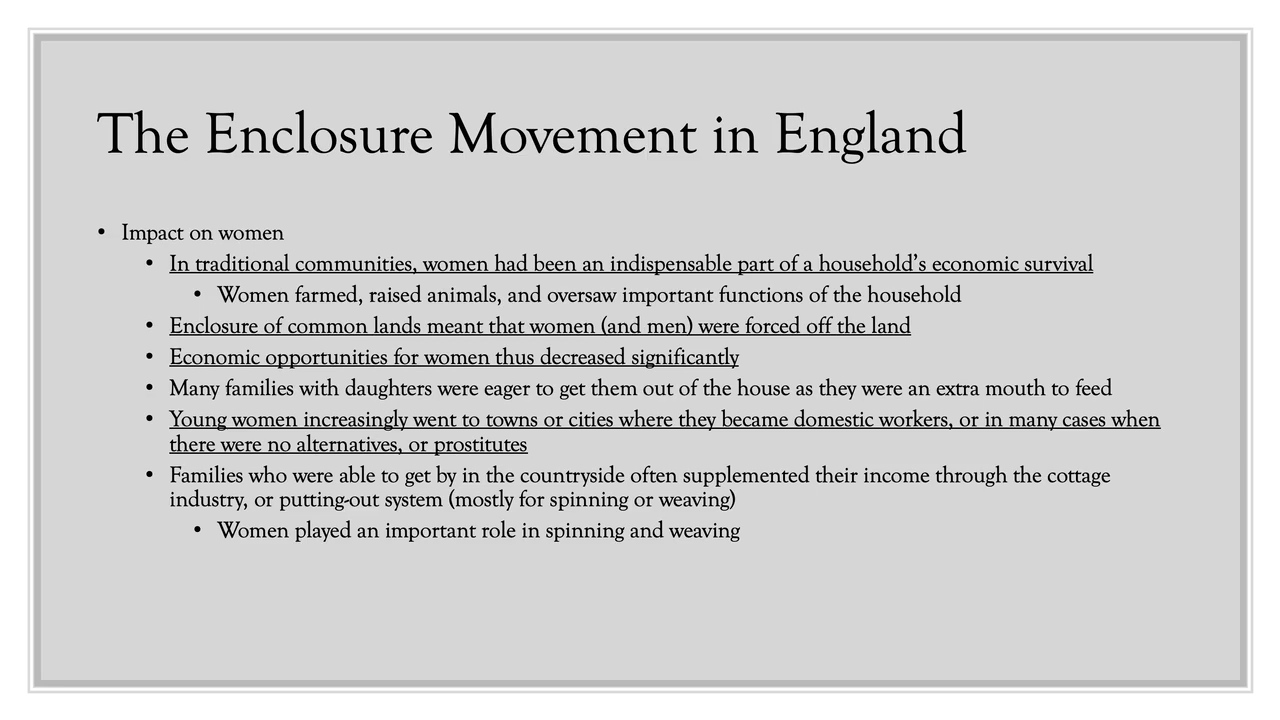 The Enclosure Movement in England
• Impact on women
• In traditional communities, women had been an indispensable part of a household’s economic survival
• Women farmed, raised animals, and oversaw important functions of the household
• Enclosure of common lands meant that women (and men) were forced off the land
• Economic opportunities for women thus decreased significantly
• Many families with daughters were eager to get them out of the house as they were an extra mouth to feed
• Young women increasingly went to towns or cities where they became domestic workers, or in many cases when
there were no alternatives, or prostitutes
• Families who were able to get by in the countryside often supplemented their income through the cottage
industry, or putting-out system (mostly for spinning or weaving)
• Women played an important role in spinning and weaving